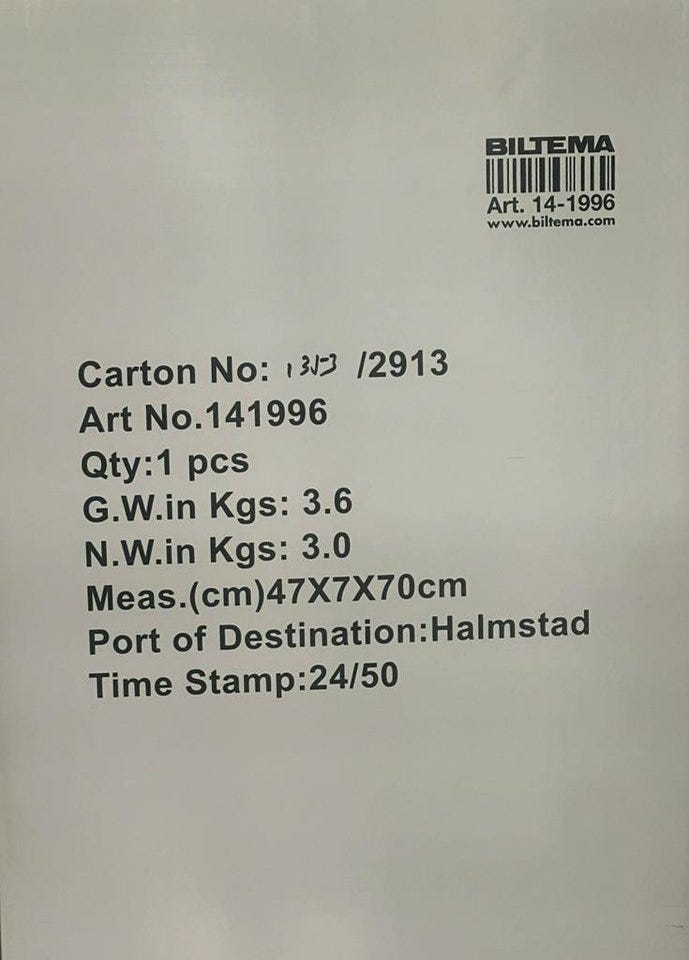 BILTEMA
Art. 14-1996
www.biltema.com
Carton No: /2913
Art No.141996
Qty:1 pcs
G.W.in Kgs: 3.6
N.W.in Kgs: 3.0
Meas.(cm)47X7X70cm
Port of Destination:Halmstad
Time Stamp:24/50